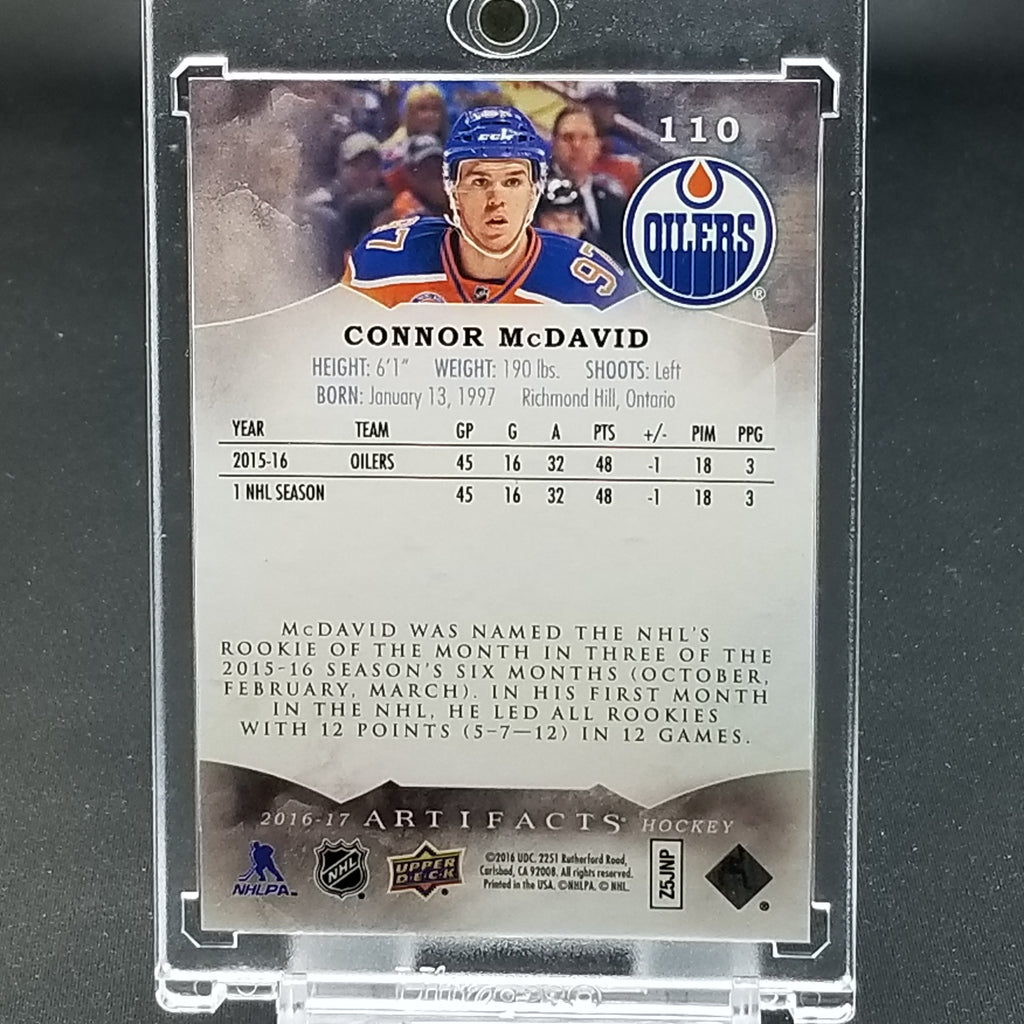 110
CCM
97
97
OILERS
®
CONNOR McDAVID
HEIGHT: 6'1" WEIGHT: 190 lbs. SHOOTS: Left
BORN: January 13, 1997 Richmond Hill, Ontario
YEAR TEAM GP G A PTS +/- PIM PPG
2015-16 OILERS 45 16 32 48 -1 18 3
1 NHL SEASON 45 16 32 48 -1 18 3
McDAVID WAS NAMED THE NHL'S
ROOKIE OF THE MONTH IN THREE OF THE
2015-16 SEASON'S SIX MONTHS (OCTOBER,
FEBRUARY, MARCH). IN HIS FIRST MONTH
IN THE NHL, HE LED ALL ROOKIES
WITH 12 POINTS (5-7—12) IN 12 GAMES.
2016-17 ARTIFACTS® HOCKEY
NHLPA
NHL
UPPER DECK
©2016 UDC. 2251 Rutherford Road,
Carlsbad, CA 92008. All rights reserved.
Printed in the USA. ©NHLPA. © NHL.
Z5JNP
®